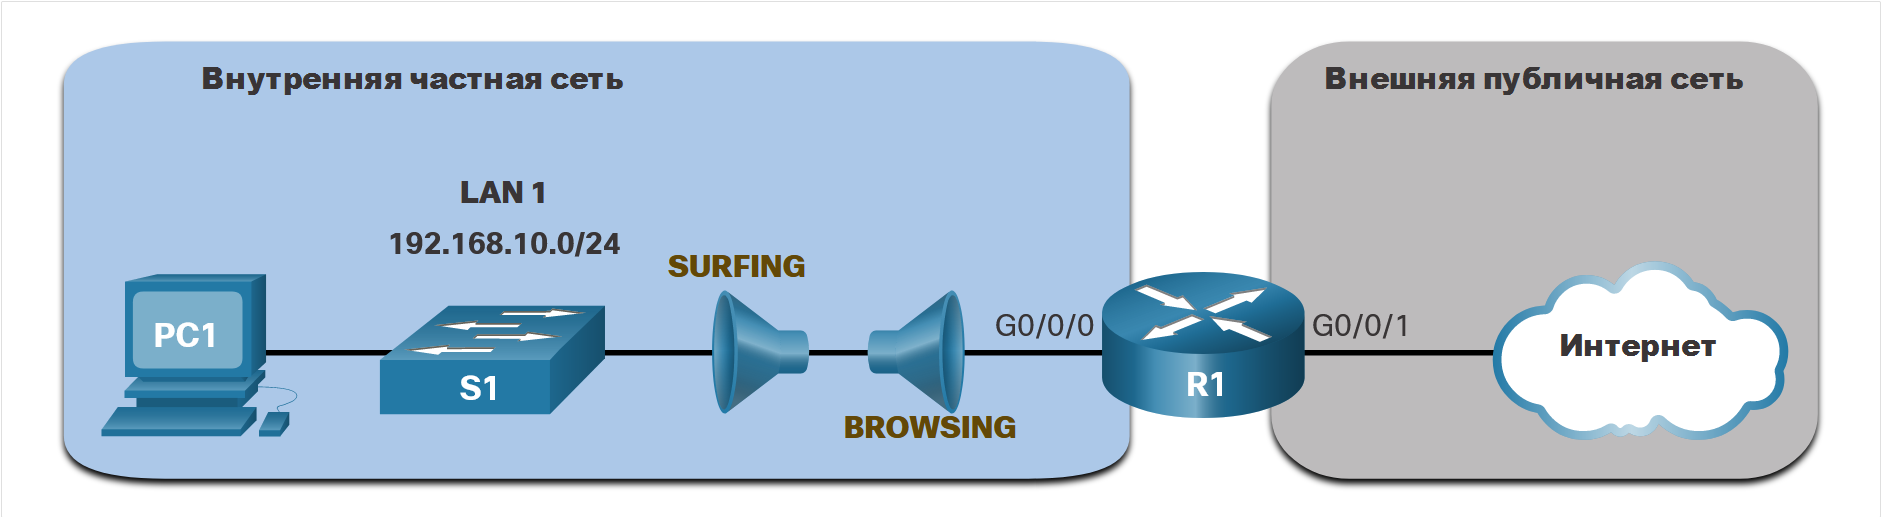 Внутренняя частная сеть
Внешняя публичная сеть
LAN 1
192.168.10.0/24
SURFING
PC1
S1
BROWSING
G0/0/0
R1
G0/0/1
Интернет